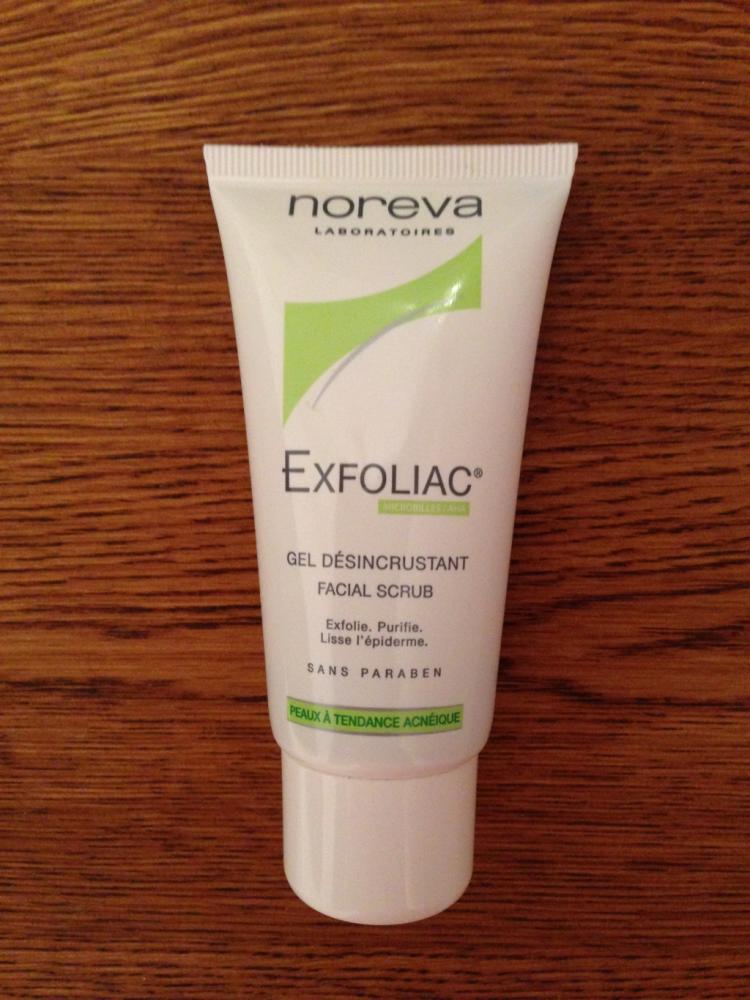 noreva
LABORATOIRES
EXFOLIAC®
MICROBILLES / AHA
GEL DÉSINCRUSTANT
FACIAL SCRUB
Exfolie. Purifie.
Lisse l'épiderme.
SANS PARABEN
PEAUX À TENDANCE ACNÉIQUE